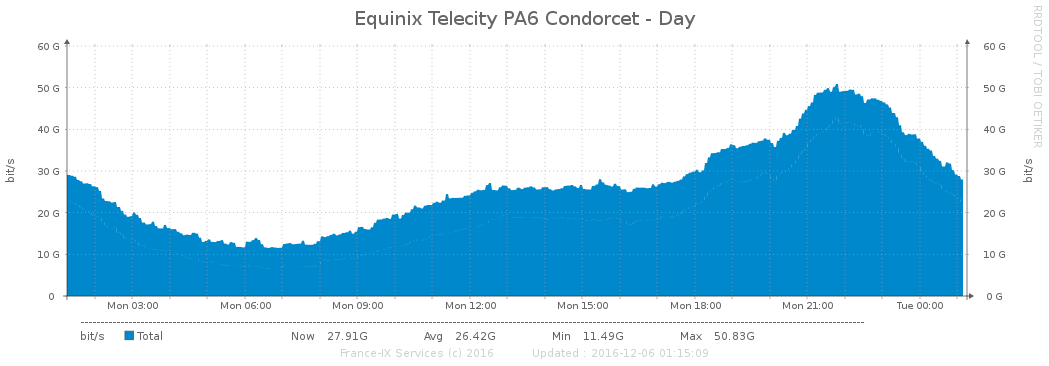 Equinix Telecity PA6 Condorcet - Day
RRDTOOL / TOBI OETIKER
60 G 60 G
50 G 50 G
40 G 40 G
30 G 30 G
20 G 20 G
10 G 10 G
0 0 G
bit/s bit/s
Mon 03:00 Mon 06:00 Mon 09:00 Mon 12:00 Mon 15:00 Mon 18:00 Mon 21:00 Tue 00:00
bit/s Total Now 27.91G Avg 26.42G Min 11.49G Max 50.83G
France-IX Services (c) 2016 Updated : 2016-12-06 01:15:09